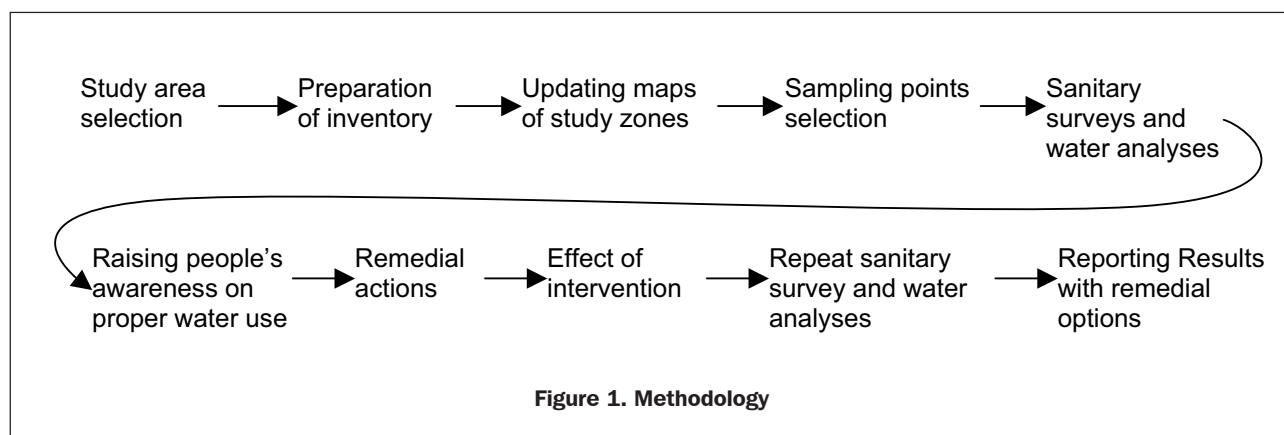 Study area
selection
Preparation
of inventory
Updating maps
of study zones
Sampling points
selection
Sanitary
surveys and
water analyses
Raising people's
awareness on
proper water use
Remedial
actions
Effect of
intervention
Repeat sanitary
survey and water
analyses
Reporting Results
with remedial
options
Figure 1. Methodology